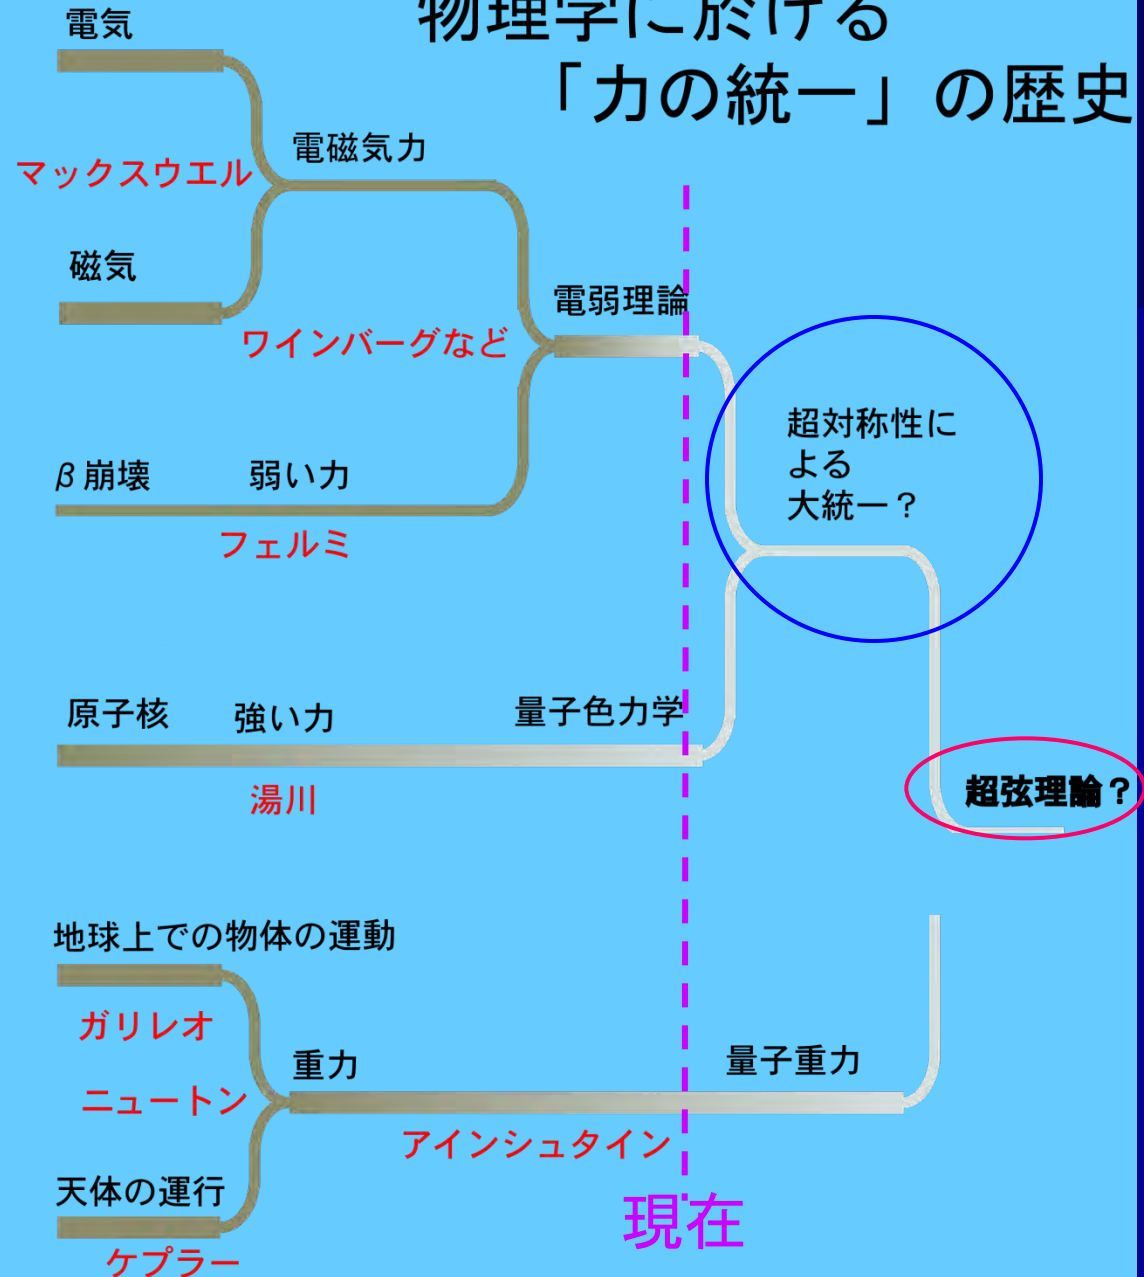 物理学に於ける
「力の統一」の歴史
電気
マックスウエル
電磁気力
磁気
ワインバーグなど
電弱理論
超対称性に
よる
大統一？
β崩壊 弱い力
フェルミ
原子核 強い力 量子色力学
湯川
超弦理論？
地球上での物体の運動
ガリレオ
ニュートン
重力
量子重力
アインシュタイン
天体の運行
ケプラー
現在